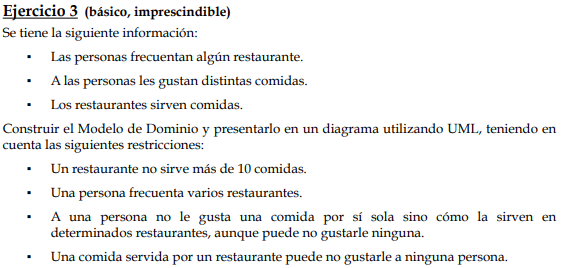 Ejercicio 3 (básico, imprescindible)
Se tiene la siguiente información:
▪ Las personas frecuentan algún restaurante.
▪ A las personas les gustan distintas comidas.
▪ Los restaurantes sirven comidas.
Construir el Modelo de Dominio y presentarlo en un diagrama utilizando UML, teniendo en
cuenta las siguientes restricciones:
▪ Un restaurante no sirve más de 10 comidas.
▪ Una persona frecuenta varios restaurantes.
▪ A una persona no le gusta una comida por sí sola sino cómo la sirven en
determinados restaurantes, aunque puede no gustarle ninguna.
▪ Una comida servida por un restaurante puede no gustarle a ninguna persona.